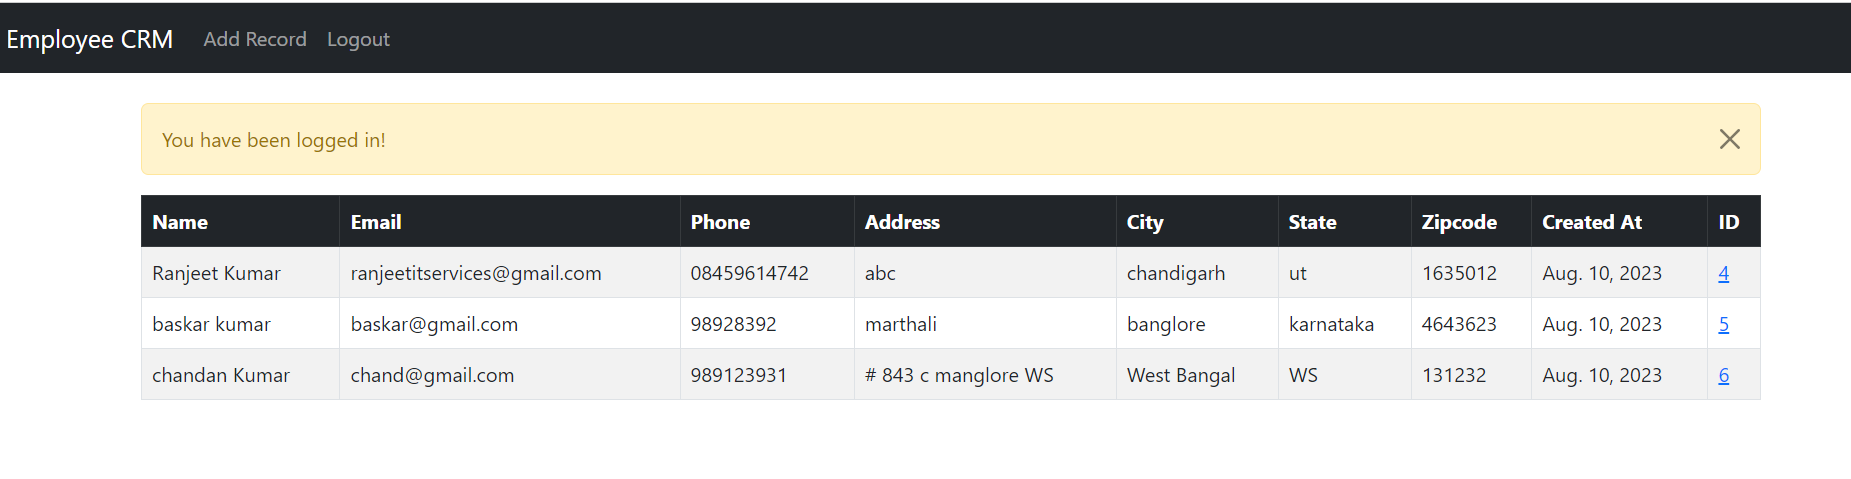 Employee CRM Add Record Logout
You have been logged in!
Name Email Phone Address City State Zipcode Created At ID
Ranjeet Kumar ranjeetitservices@gmail.com 08459614742 abc chandigarh ut 1635012 Aug. 10, 2023 4
baskar kumar baskar@gmail.com 98928392 marthali banglore karnataka 4643623 Aug. 10, 2023 5
chandan Kumar chand@gmail.com 989123931 # 843 c manglore WS West Bangal WS 131232 Aug. 10, 2023 6